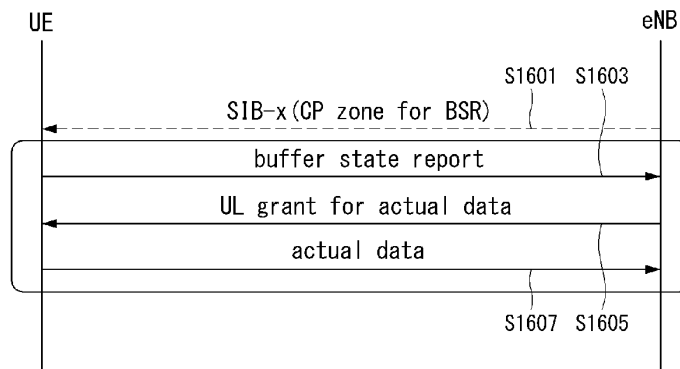 UE eNB
S1601 S1603
SIB-x(CP zone for BSR)
buffer state report
UL grant for actual data
actual data
S1607 S1605